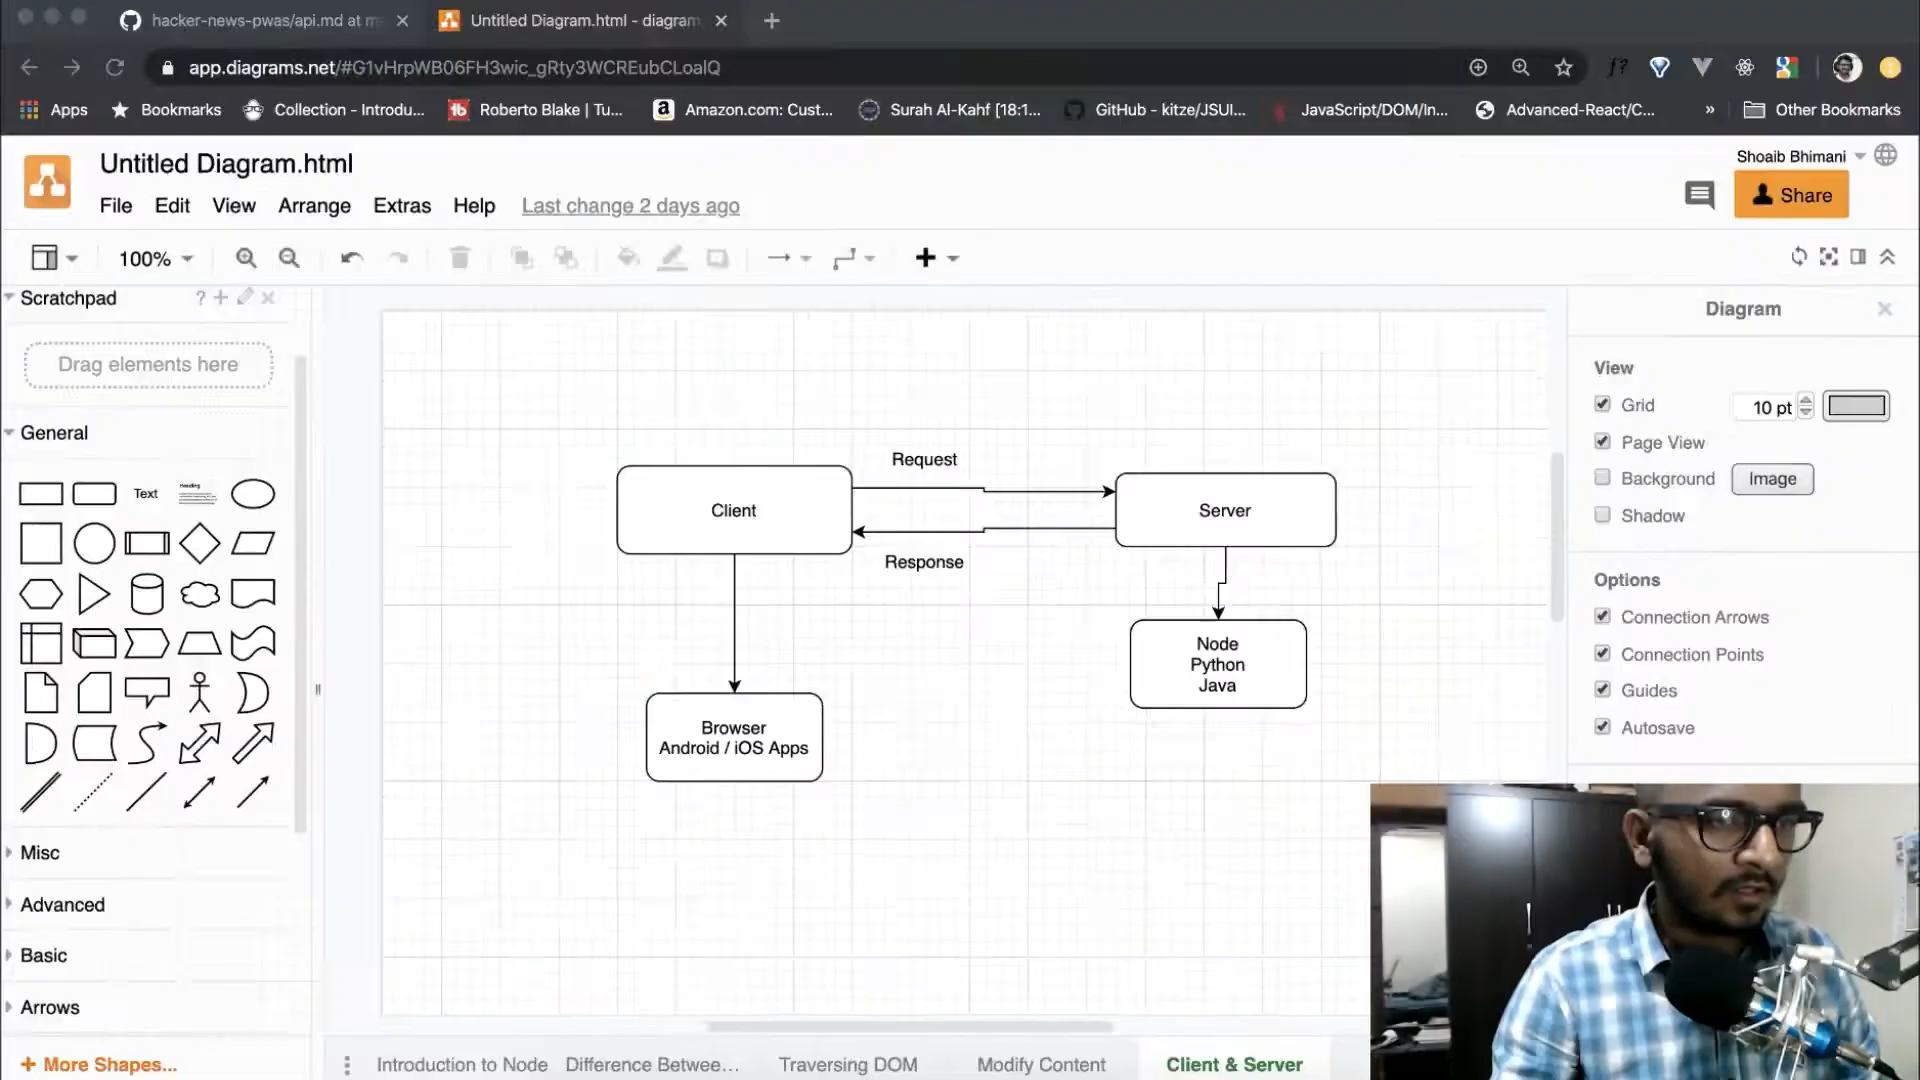 hacker-news-pwas/api.md at m
Untitled Diagram.html - diagram
app.diagrams.net/#G1vHrpWB06FH3wic_gRty3WCREubCLoalQ
f?
Apps
Bookmarks
Collection - Introdu...
Roberto Blake | Tu...
Amazon.com: Cust...
Surah Al-Kahf [18:1...
GitHub - kitze/JSUI...
JavaScript/DOM/In...
Advanced-React/C...
»
Other Bookmarks
Untitled Diagram.html
Shoaib Bhimani
File Edit View Arrange Extras Help Last change 2 days ago
Share
100%
Scratchpad
?
Drag elements here
General
Text
Heading
Misc
Advanced
Basic
Arrows
+ More Shapes...
Request
Client
Server
Response
Node
Python
Java
Browser
Android / iOS Apps
Diagram
View
Grid
10 pt
Page View
Background
Image
Shadow
Options
Connection Arrows
Connection Points
Guides
Autosave
Introduction to Node
Difference Betwee...
Traversing DOM
Modify Content
Client & Server